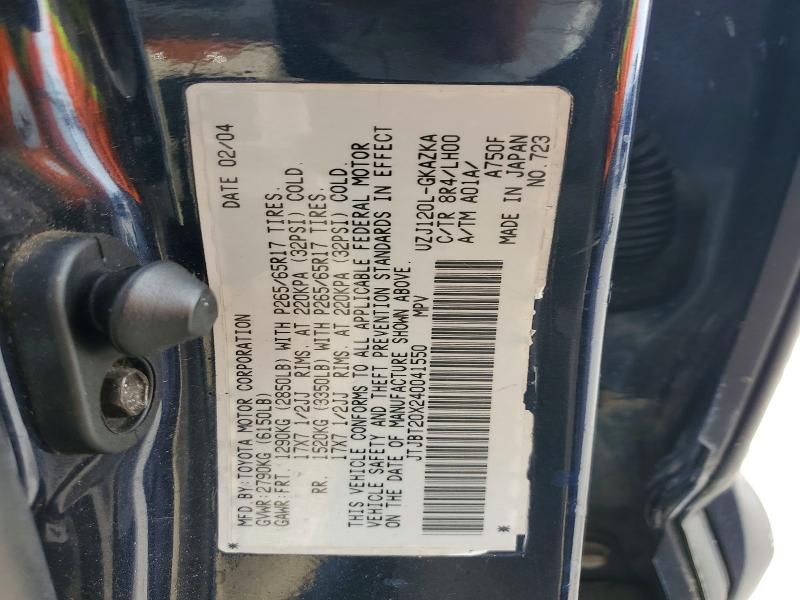 MFD BY:TOYOTA MOTOR CORPORATION DATE 02/04
GVWR:2790KG (6150LB)
GAWR:FRT. 1290KG (2850LB) WITH P265/65R17 TIRES.
17X7 1/2JJ RIMS. AT 220KPA (32PSI) COLD.
RR. 1520KG (3350LB) WITH P265/65R17 TIRES.
17X7 1/2JJ RIMS. AT 220KPA (32PSI) COLD.
THIS VEHICLE CONFORMS TO ALL APPLICABLE FEDERAL MOTOR
VEHICLE SAFETY AND THEFT PREVENTION STANDARDS IN EFFECT
ON THE DATE OF MANUFACTURE SHOWN ABOVE.
JTJBT20X240041550 MPV
UZJ120L-GKAZKA
C/TR 8R4/LH00
A/TM A01A/ A750F
MADE IN JAPAN
NO.723
* *